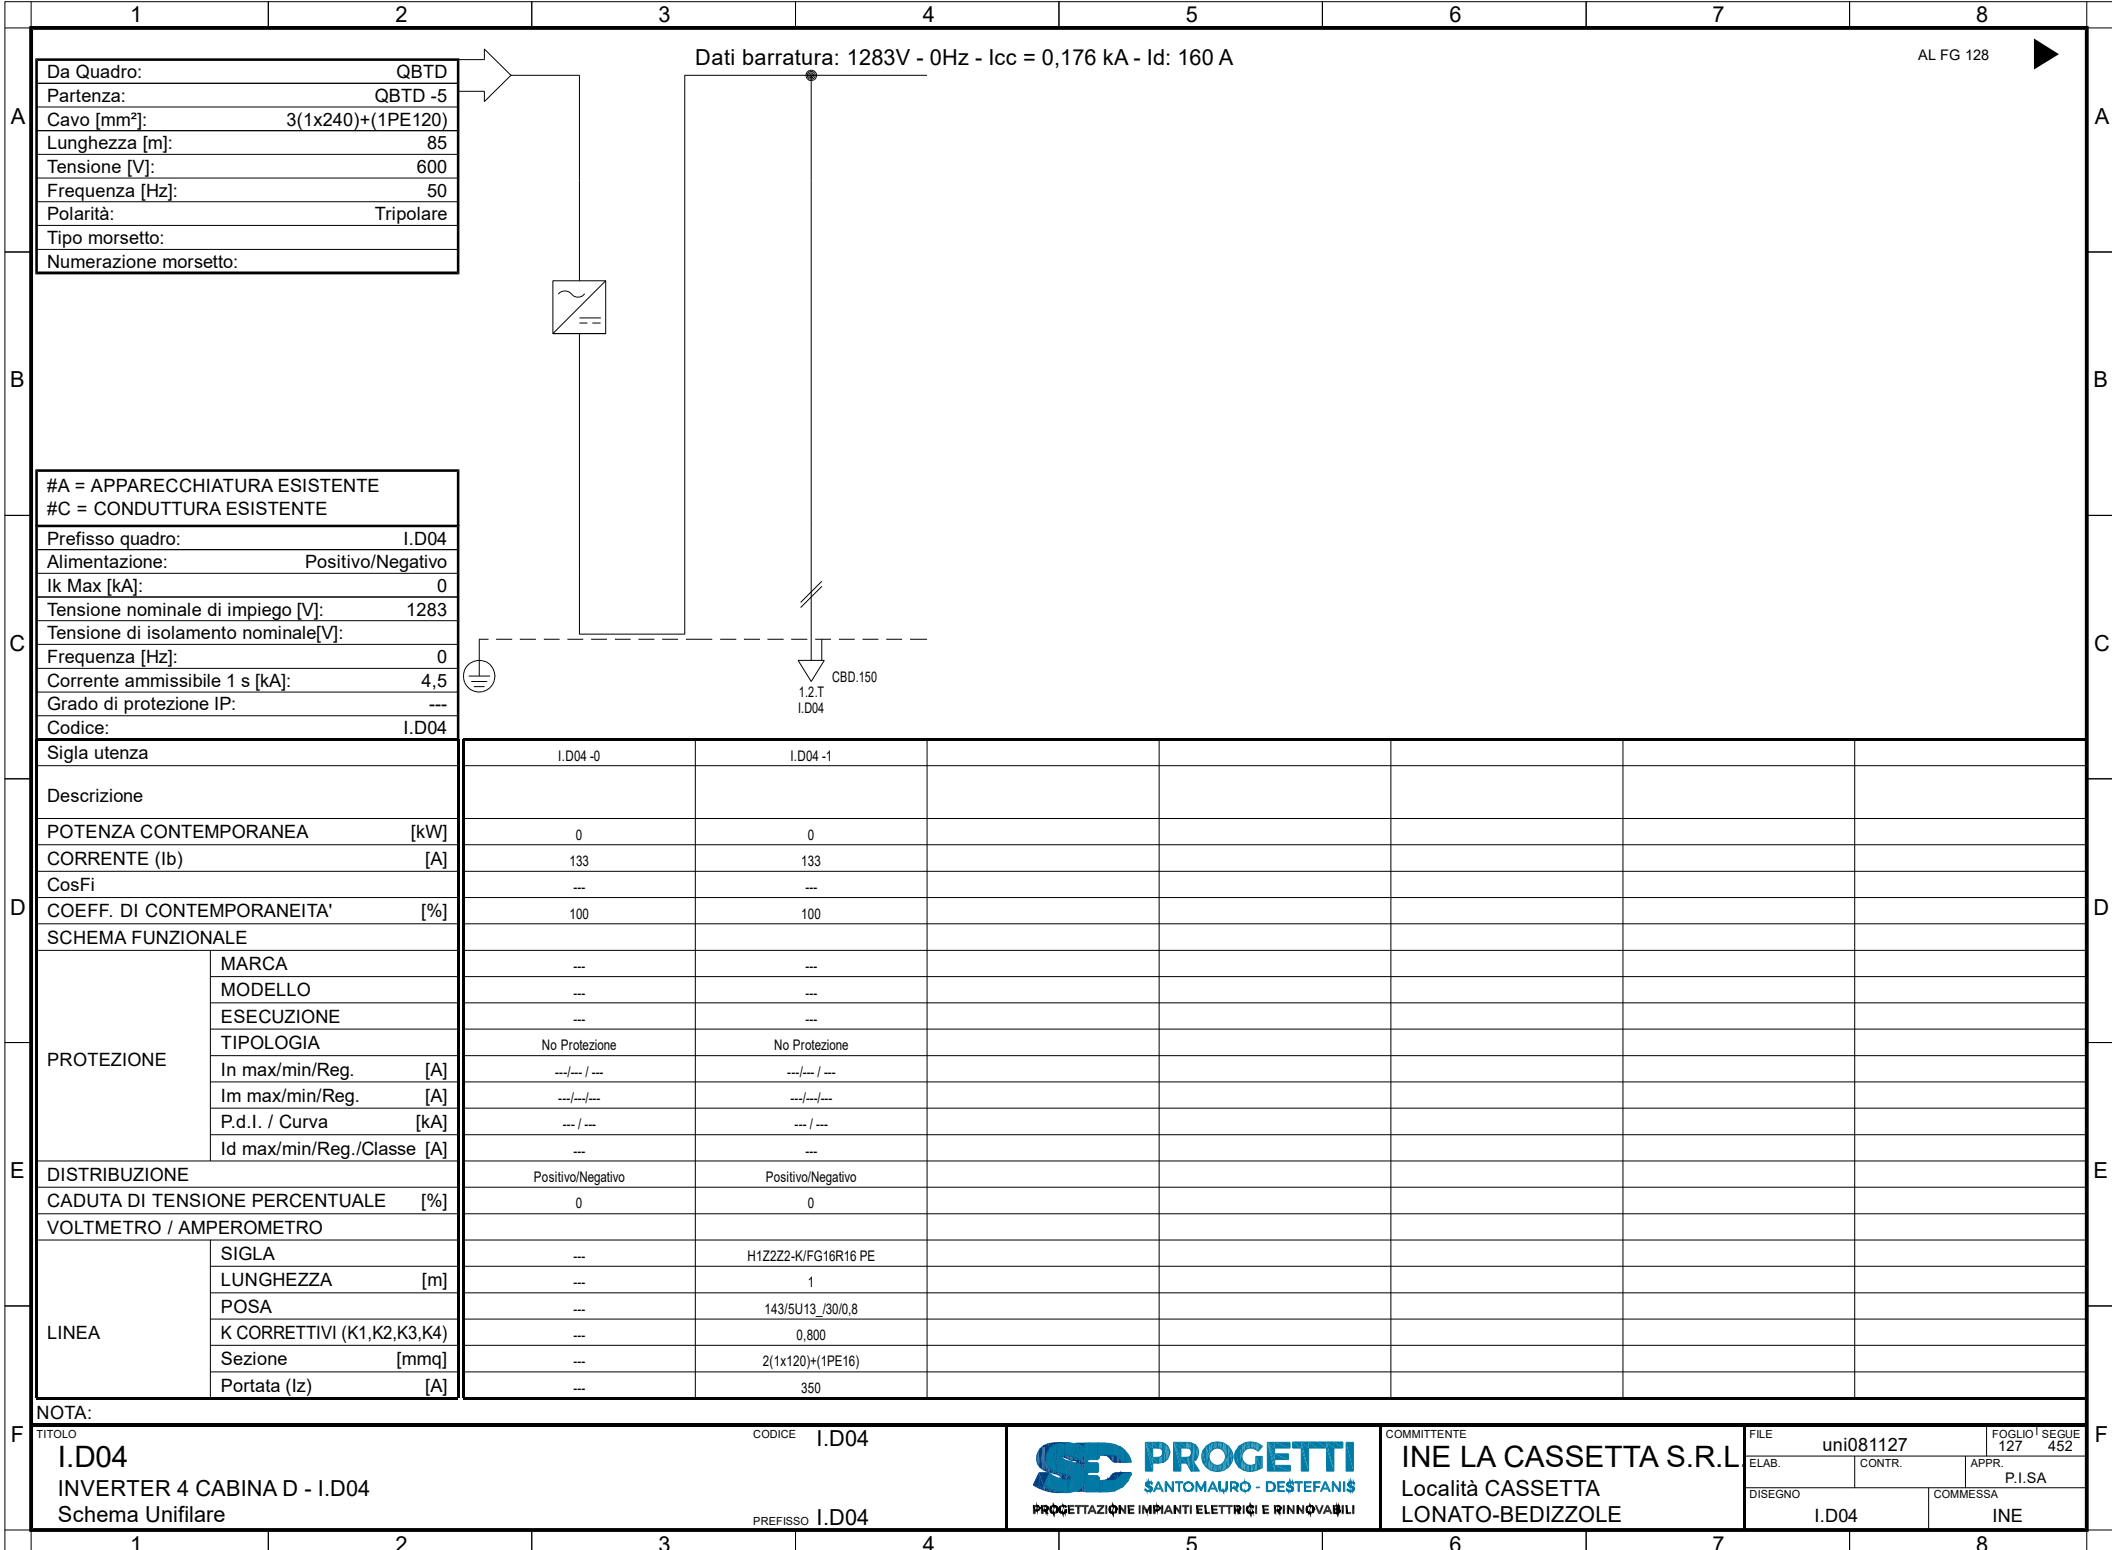 1 2 3 4 5 6 7 8
Dati barratura: 1283V - 0Hz - Icc = 0,176 kA - Id: 160 A
AL FG 128
Da Quadro: QBTD
Partenza: QBTD -5
Cavo [mm²]: 3(1x240)+(1PE120)
Lunghezza [m]: 85
Tensione [V]: 600
Frequenza [Hz]: 50
Polarità: Tripolare
Tipo morsetto:
Numerazione morsetto:
A A
B B
#A = APPARECCHIATURA ESISTENTE
#C = CONDUTTURA ESISTENTE
Prefisso quadro: I.D04
Alimentazione: Positivo/Negativo
Ik Max [kA]: 0
Tensione nominale di impiego [V]: 1283
Tensione di isolamento nominale[V]:
Frequenza [Hz]: 0
Corrente ammissibile 1 s [kA]: 4,5
Grado di protezione IP: ---
Codice: I.D04
C C
CBD.150
1.2.T
I.D04
Sigla utenza I.D04 -0 I.D04 -1
Descrizione
POTENZA CONTEMPORANEA [kW] 0 0
CORRENTE (Ib) [A] 133 133
CosFi --- ---
D D
COEFF. DI CONTEMPORANEITA' [%] 100 100
SCHEMA FUNZIONALE
PROTEZIONE
MARCA --- ---
MODELLO --- ---
ESECUZIONE --- ---
TIPOLOGIA No Protezione No Protezione
In max/min/Reg. [A] ---/--- / --- ---/--- / ---
Im max/min/Reg. [A] ---/---/--- ---/---/---
P.d.I. / Curva [kA] --- / --- --- / ---
Id max/min/Reg./Classe [A] --- ---
E E
DISTRIBUZIONE Positivo/Negativo Positivo/Negativo
CADUTA DI TENSIONE PERCENTUALE [%] 0 0
VOLTMETRO / AMPEROMETRO
LINEA
SIGLA --- H1Z2Z2-K/FG16R16 PE
LUNGHEZZA [m] --- 1
POSA --- 143/5U13_/30/0,8
K CORRETTIVI (K1,K2,K3,K4) --- 0,800
Sezione [mmq] --- 2(1x120)+(1PE16)
Portata (Iz) [A] --- 350
NOTA:
F F
TITOLO
I.D04
INVERTER 4 CABINA D - I.D04
Schema Unifilare
CODICE I.D04
PREFISSO I.D04
SD PROGETTI
SANTOMAURO - DESTEFANIS
PROGETTAZIONE IMPIANTI ELETTRICI E RINNOVABILI
COMMITTENTE
INE LA CASSETTA S.R.L.
Località CASSETTA
LONATO-BEDIZZOLE
FILE uni081127
FOGLIO 127 SEGUE 452
ELAB. CONTR. APPR. P.I.SA
DISEGNO I.D04
COMMESSA INE
1 2 3 4 5 6 7 8